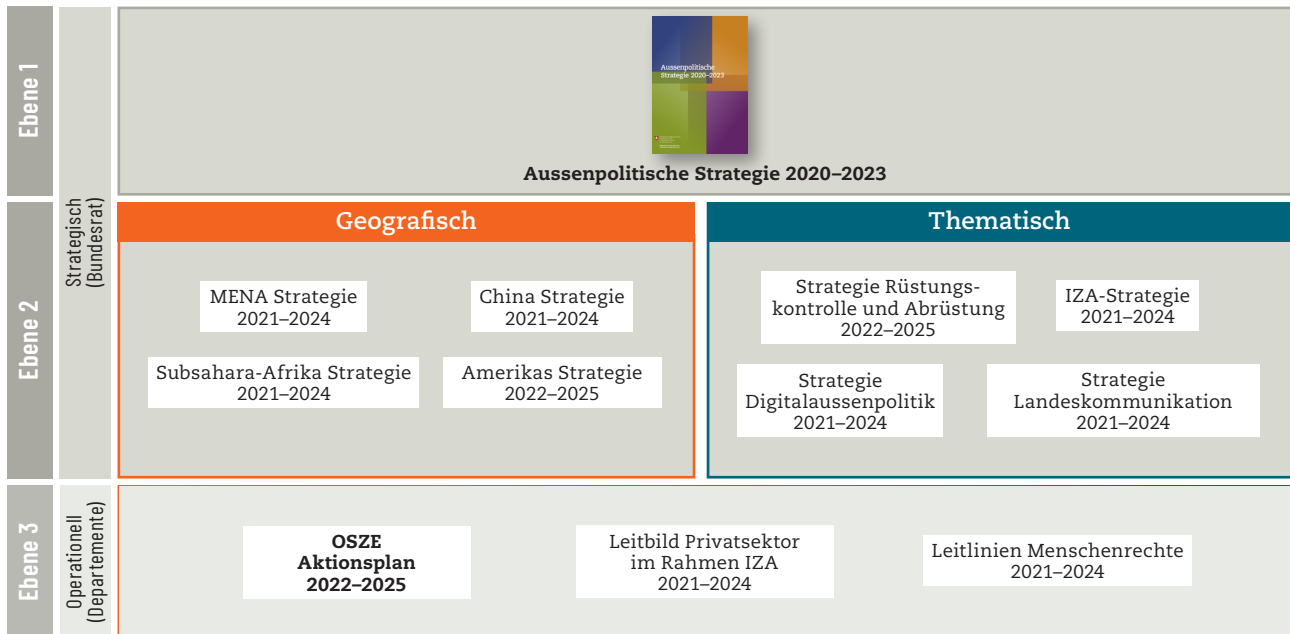 Ebene 1
Strategisch
(Bundesrat)
Aussenpolitische
Strategie 2020–2023
Aussenpolitische Strategie 2020–2023
Ebene 2
Geografisch
MENA Strategie
2021–2024
China Strategie
2021–2024
Subsahara-Afrika Strategie
2021–2024
Amerikas Strategie
2022–2025
Thematisch
Strategie Rüstungs-
kontrolle und Abrüstung
2022–2025
IZA-Strategie
2021–2024
Strategie
Digitalaussenpolitik
2021–2024
Strategie
Landeskommunikation
2021–2024
Ebene 3
Operationell
(Departemente)
OSZE
Aktionsplan
2022–2025
Leitbild Privatsektor
im Rahmen IZA
2021–2024
Leitlinien Menschenrechte
2021–2024